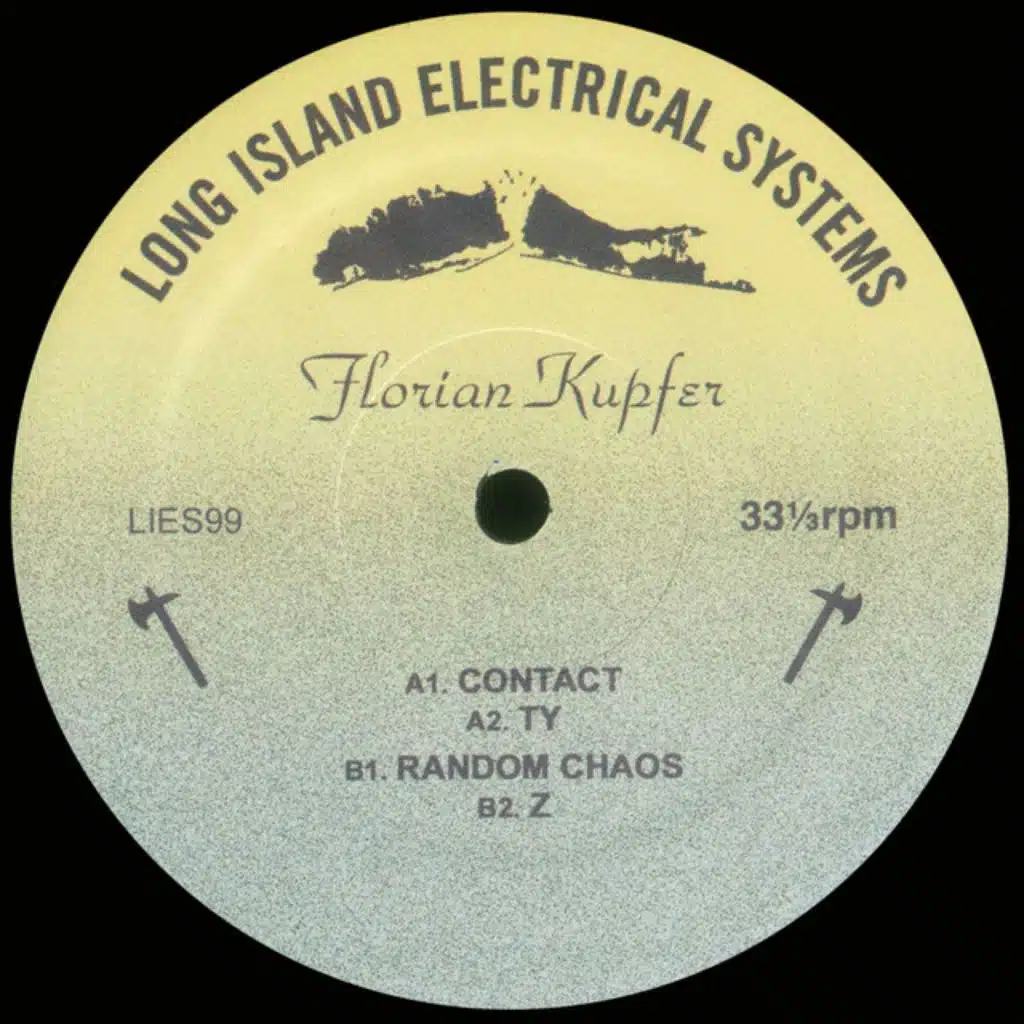 LONG ISLAND ELECTRICAL SYSTEMS
Florian Kupfer
LIES99
33⅓rpm
A1. CONTACT
A2. TY
B1. RANDOM CHAOS
B2. Z